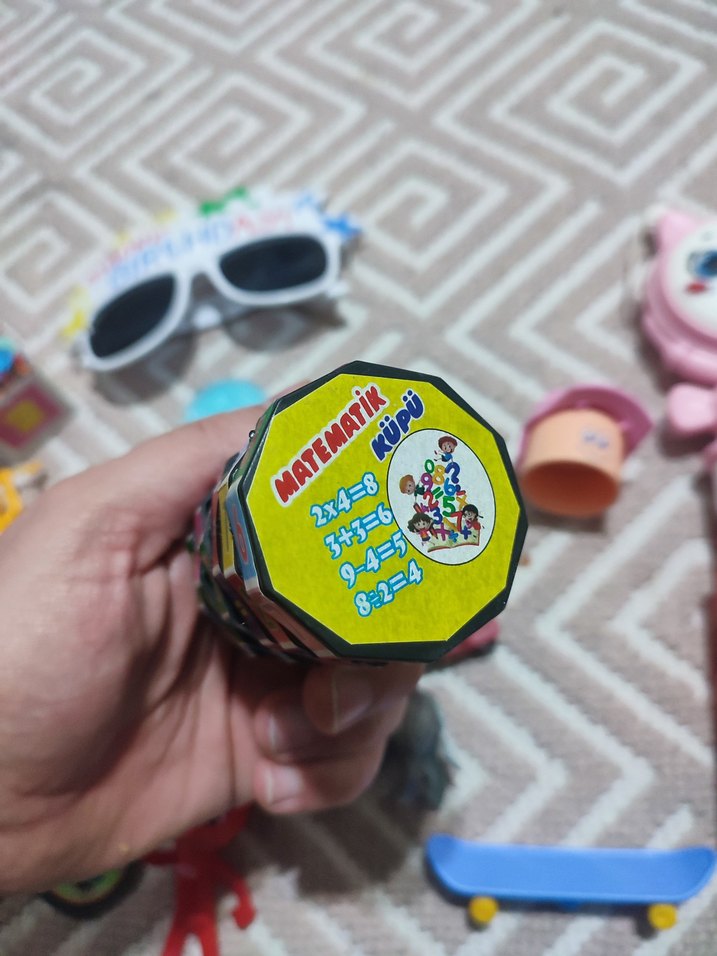 MATEMATİK
KÜPÜ
2x4=8
3+3=6
9-4=5
8÷2=4